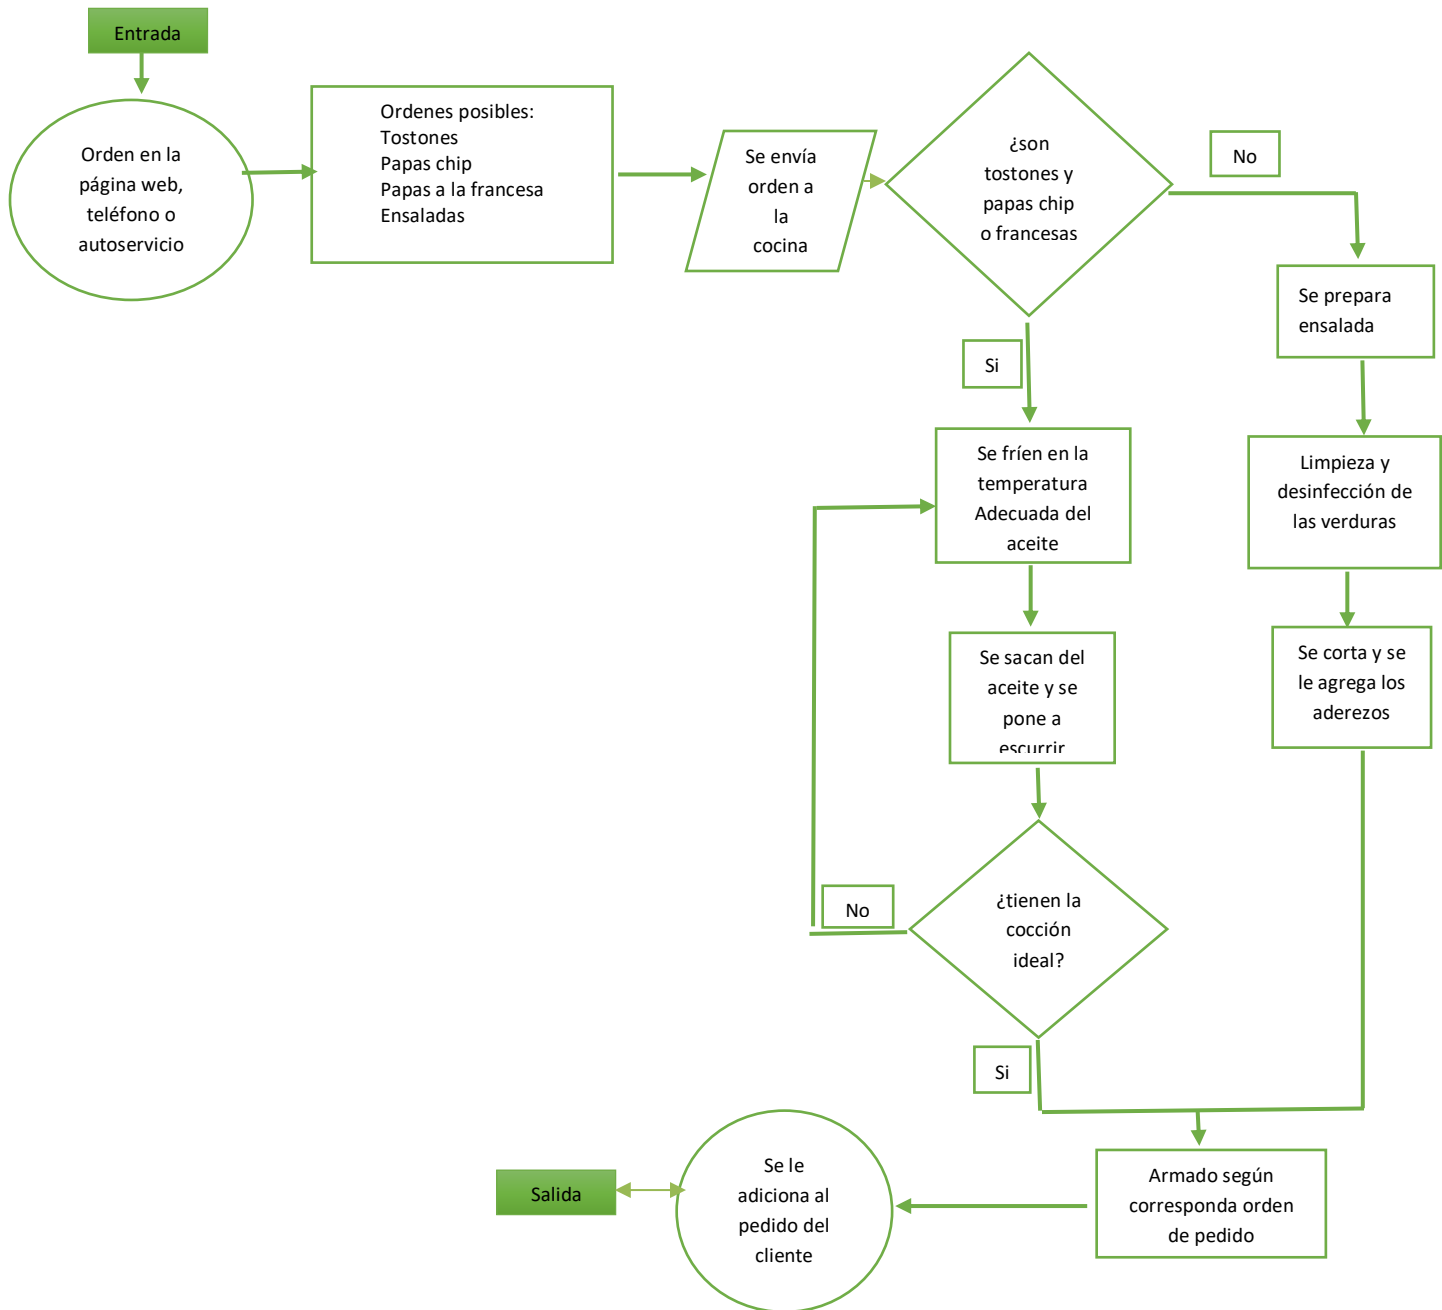 Entrada
Orden en la
página web,
teléfono o
autoservicio
Ordenes posibles:
Tostones
Papas chip
Papas a la francesa
Ensaladas
Se envía
orden a
la
cocina
¿son
tostones y
papas chip
o francesas
No
Se prepara
ensalada
Si
Se fríen en la
temperatura
Adecuada del
aceite
Limpieza y
desinfección de
las verduras
Se sacan del
aceite y se
pone a
escurrir
Se corta y se
le agrega los
aderezos
¿tienen la
cocción
ideal?
No
Si
Armado según
corresponda orden
de pedido
Se le
adiciona al
pedido del
cliente
Salida